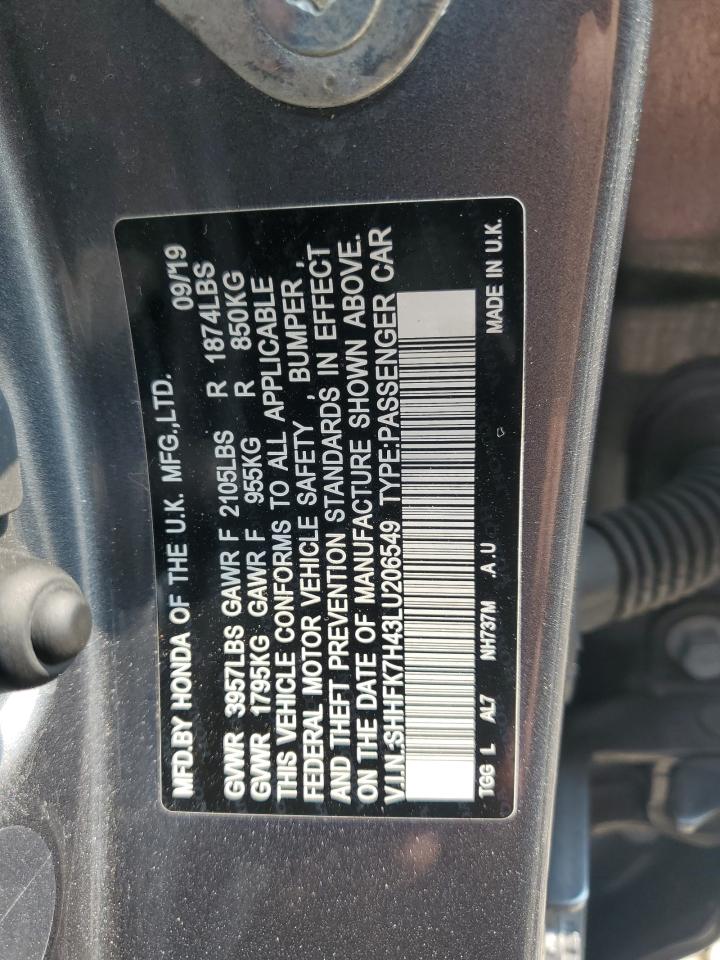 MFD.BY HONDA OF THE U.K. MFG.,LTD. 09/19
GVWR 3957LBS GAWR F 2105LBS R 1874LBS
GVWR 1795KG GAWR F 955KG R 850KG
THIS VEHICLE CONFORMS TO ALL APPLICABLE
FEDERAL MOTOR VEHICLE SAFETY , BUMPER ,
AND THEFT PREVENTION STANDARDS IN EFFECT
ON THE DATE OF MANUFACTURE SHOWN ABOVE.
V.I.N.:SHHFK7H43LU206549 TYPE:PASSENGER CAR
TGG L AL7 NH737M .A.U MADE IN U.K.